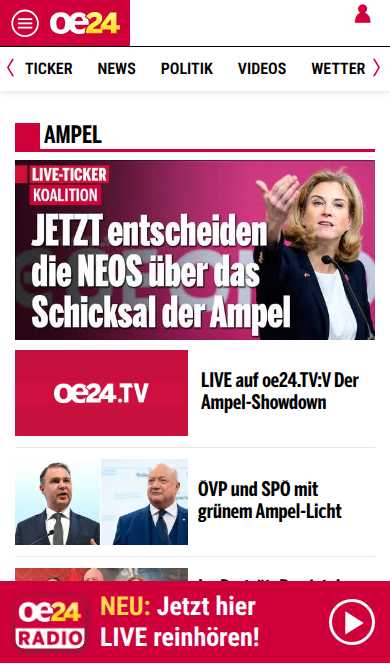 oe24
TICKER NEWS POLITIK VIDEOS WETTER
AMPEL
LIVE-TICKER
KOALITION
JETZT entscheiden
die NEOS über das
Schicksal der Ampel
oe24.TV
LIVE auf oe24.TV:V Der
Ampel-Showdown
ÖVP und SPÖ mit
grünem Ampel-Licht
oe24
RADIO
NEU: Jetzt hier
LIVE reinhören!